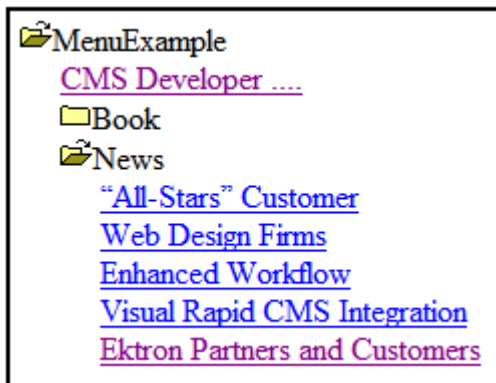 MenuExample
CMS Developer ....
Book
News
“All-Stars” Customer
Web Design Firms
Enhanced Workflow
Visual Rapid CMS Integration
Ektron Partners and Customers